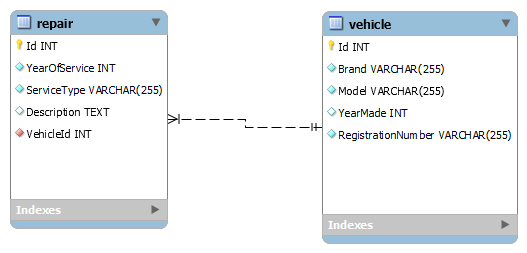 repair
Id INT
YearOfService INT
ServiceType VARCHAR(255)
Description TEXT
VehicleId INT
Indexes
vehicle
Id INT
Brand VARCHAR(255)
Model VARCHAR(255)
YearMade INT
RegistrationNumber VARCHAR(255)
Indexes